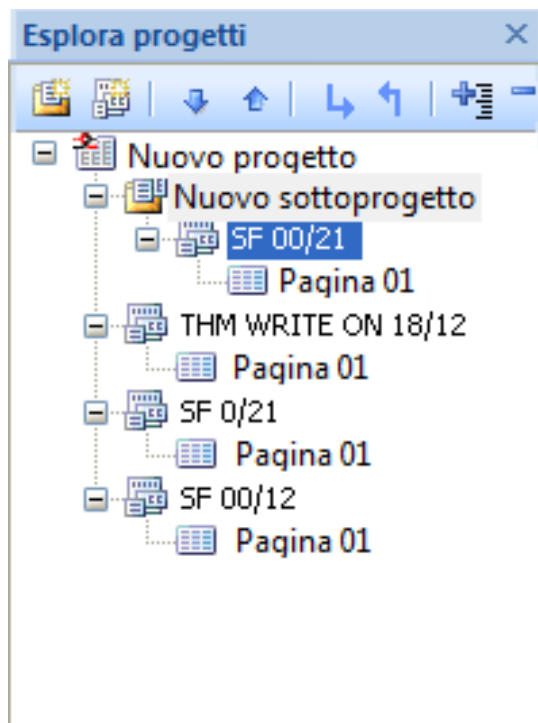 Esplora progetti
Nuovo progetto
Nuovo sottoprogetto
SF 00/21
Pagina 01
THM WRITE ON 18/12
Pagina 01
SF 0/21
Pagina 01
SF 00/12
Pagina 01